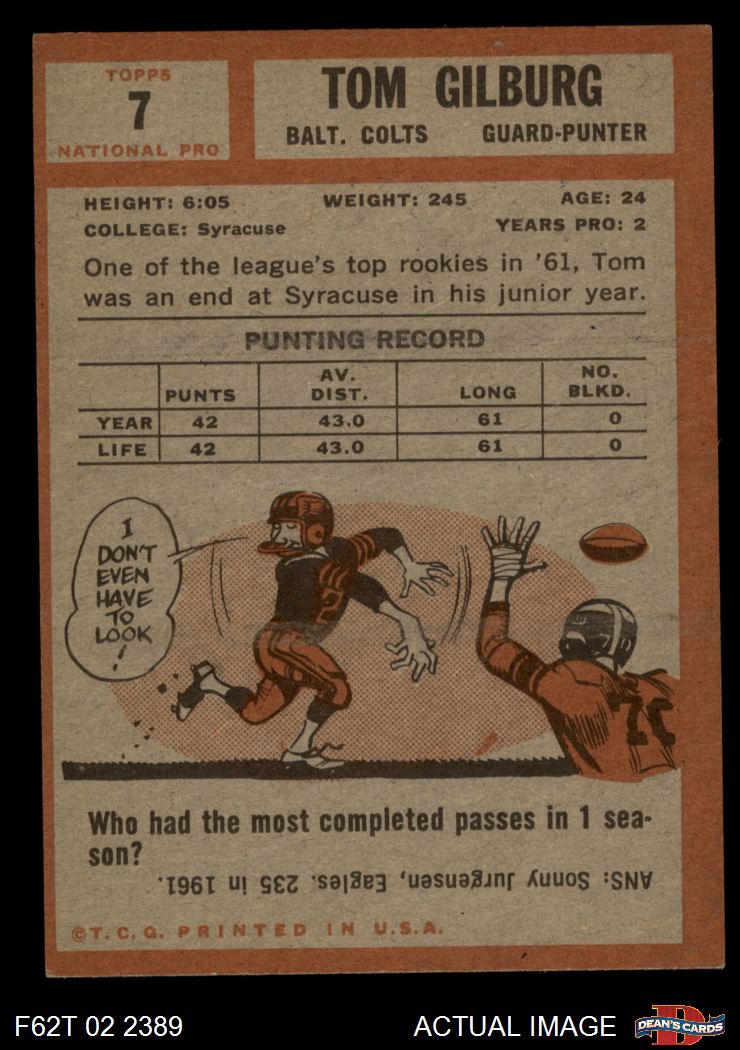 TOPPS
7
NATIONAL PRO
TOM GILBURG
BALT. COLTS GUARD-PUNTER
HEIGHT: 6:05 WEIGHT: 245 AGE: 24
COLLEGE: Syracuse YEARS PRO: 2
One of the league's top rookies in '61, Tom
was an end at Syracuse in his junior year.
PUNTING RECORD
PUNTS AV. DIST. LONG NO. BLKD.
YEAR 42 43.0 61 0
LIFE 42 43.0 61 0
I
DON'T
EVEN
HAVE
TO
LOOK
!
2
75
Who had the most completed passes in 1 sea-
son?
ANS: Sonny Jurgensen, Eagles. 235 in 1961.
©T.C.G. PRINTED IN U.S.A.
F62T 02 2389 ACTUAL IMAGE DEAN'S CARDS